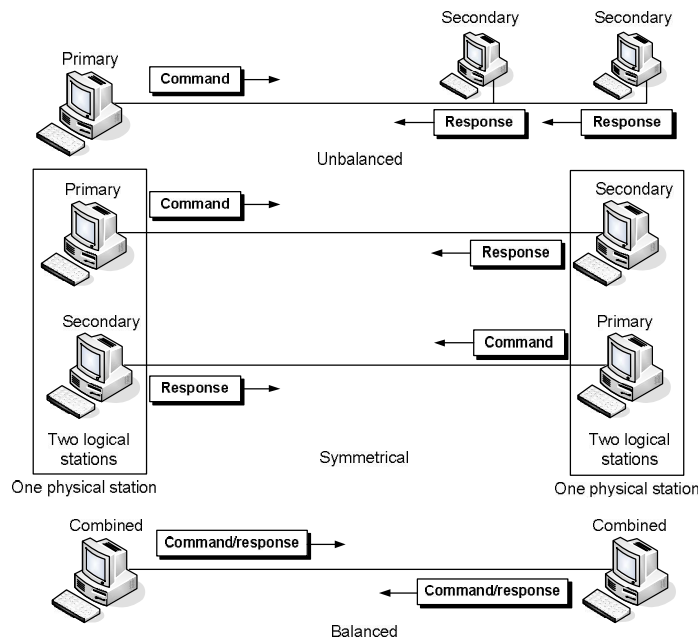 Secondary
Secondary
Primary
Command
Response
Response
Unbalanced
Primary
Command
Secondary
Response
Secondary
Command
Primary
Response
Two logical
stations
Symmetrical
Two logical
stations
One physical station
One physical station
Combined
Command/response
Combined
Command/response
Balanced